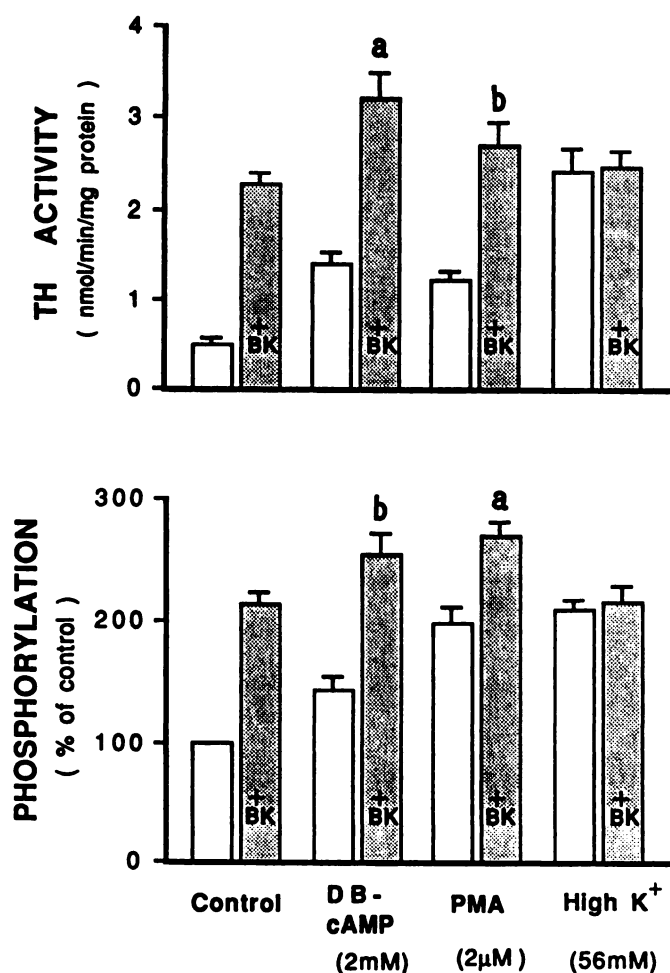 TH ACTIVITY
( nmol/min/mg protein )
4
3
2
1
0
a
b
+ + + +
BK BK BK BK
PHOSPHORYLATION
( % of control )
300
200
100
0
b
a
+ + + +
BK BK BK BK
Control DB- PMA High K+
cAMP
(2mM) (2μM) (56mM)